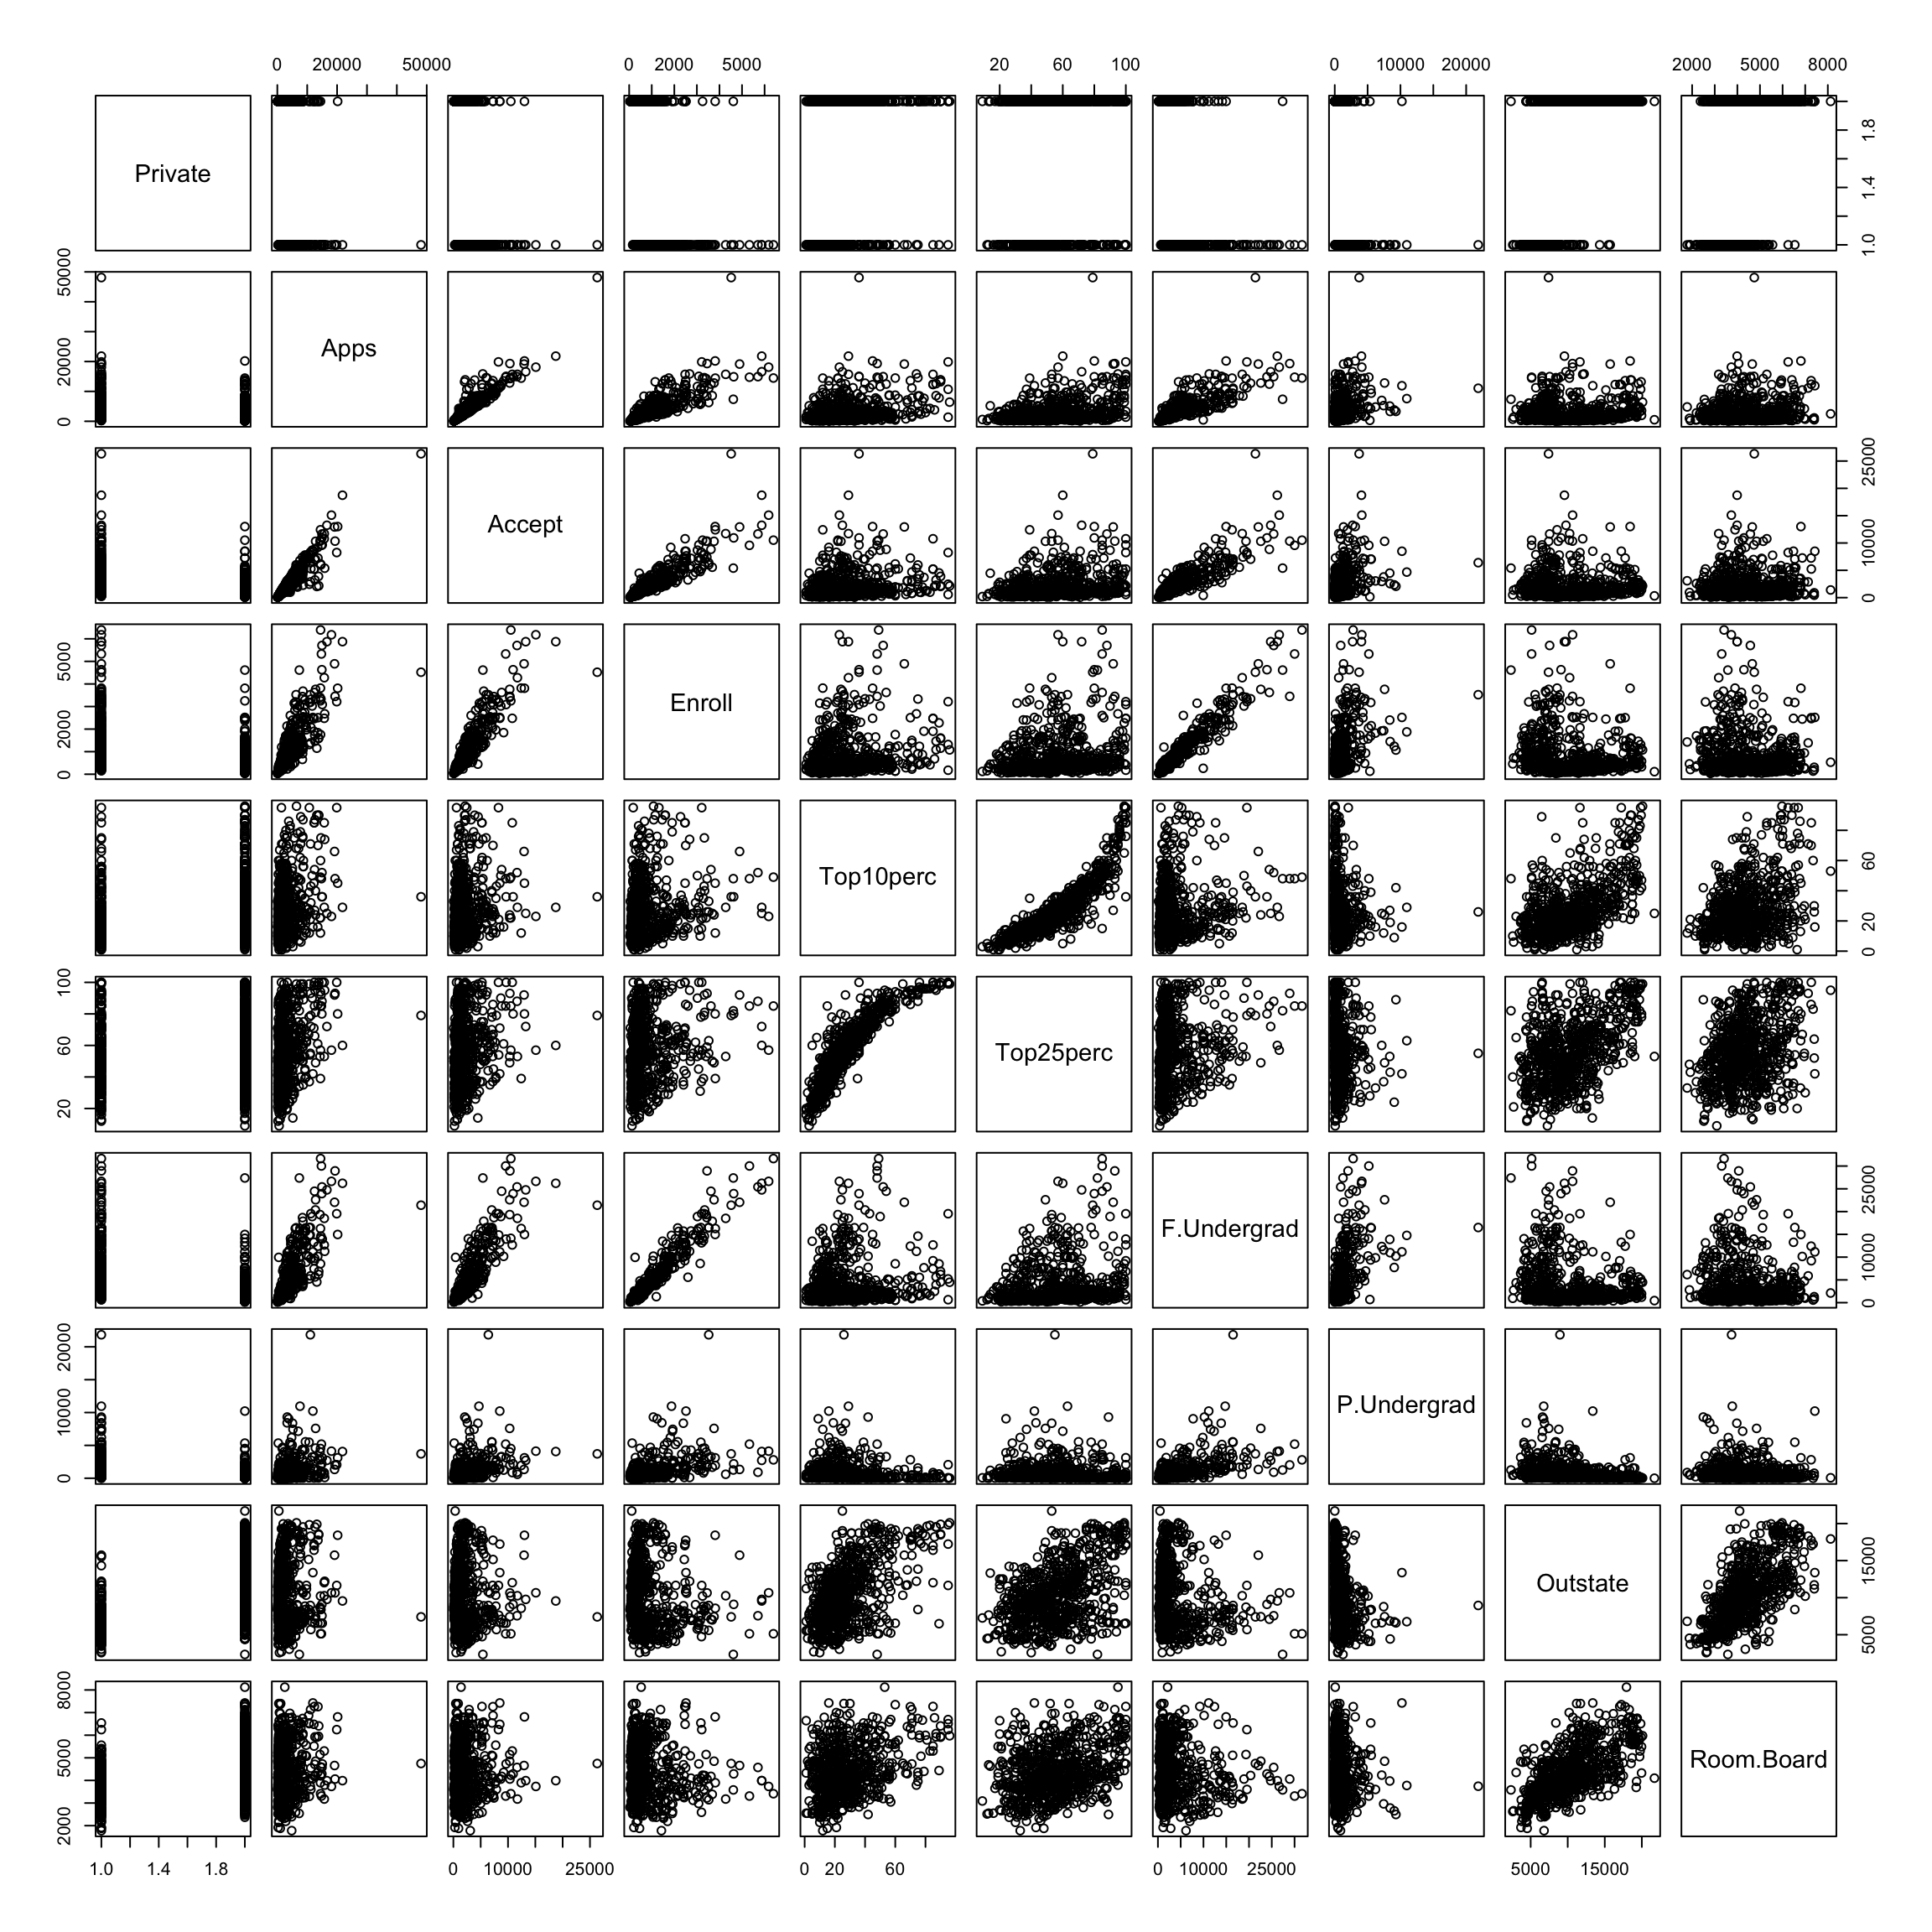 0 20000 50000 0 2000 5000 20 60 100 0 10000 20000 2000 5000 8000
Private
1.0 1.4 1.8
Apps
0 20000 50000
Accept
0 10000 25000
Enroll
0 2000 5000
Top10perc
0 20 60
Top25perc
20 60 100
F.Undergrad
0 10000 25000
P.Undergrad
0 10000 20000
Outstate
5000 15000
Room.Board
2000 5000 8000
1.0 1.4 1.8 0 10000 25000 0 20 60 0 10000 25000 5000 15000